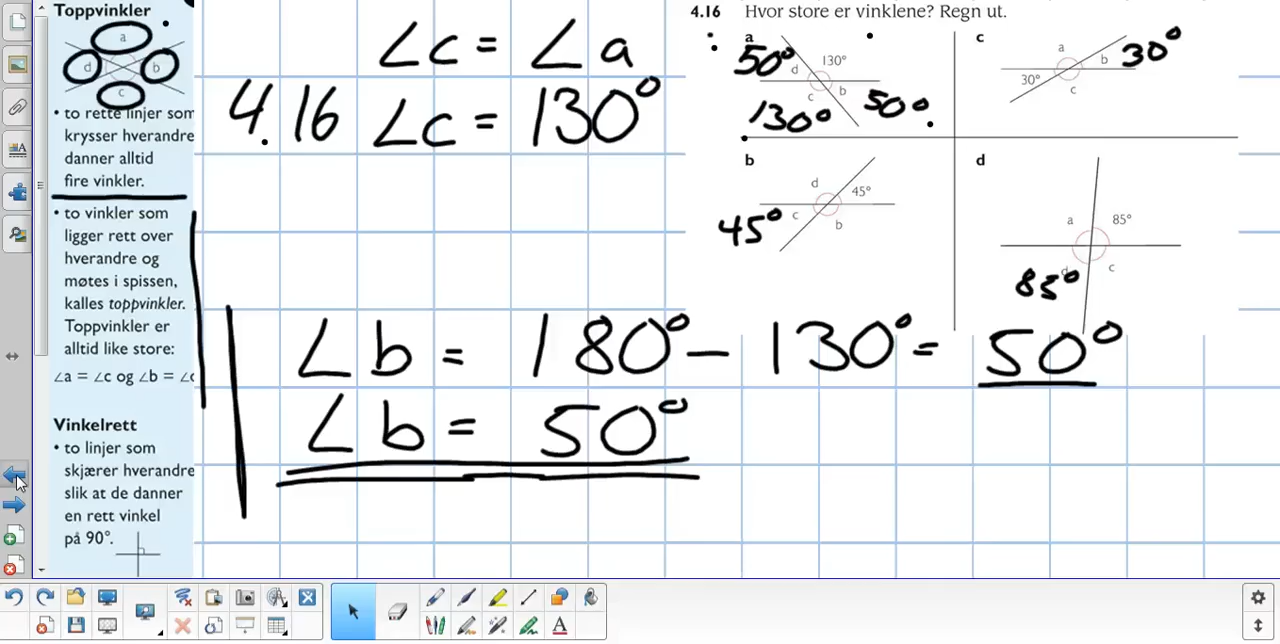 Toppvinkler
a
d b
c
• to rette linjer som
krysser hverandre
danner alltid
fire vinkler.
• to vinkler som
ligger rett over
hverandre og
møtes i spissen,
kalles toppvinkler.
Toppvinkler er
alltid like store:
∠a = ∠c og ∠b = ∠
Vinkelrett
• to linjer som
skjærer hverandre
slik at de danner
en rett vinkel
på 90°.
∠c = ∠a
4.16 ∠c = 130°
∠b = 180° – 130° = 50°
∠b = 50°
4.16 Hvor store er vinklene? Regn ut.
a
50° d 130°
c b
130° 50°
c
a
b 30°
30°
c
b
d 45°
45° c
b
d
a 85°
d c
85°
A